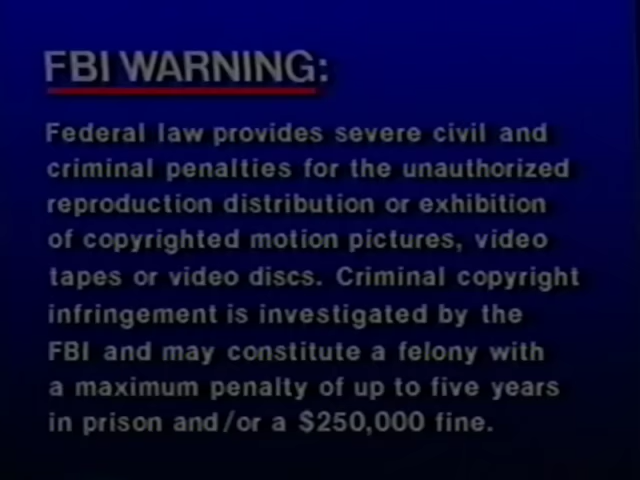 FBI WARNING:
Federal law provides severe civil and
criminal penalties for the unauthorized
reproduction distribution or exhibition
of copyrighted motion pictures, video
tapes or video discs. Criminal copyright
infringement is investigated by the
FBI and may constitute a felony with
a maximum penalty of up to five years
in prison and/or a $250,000 fine.